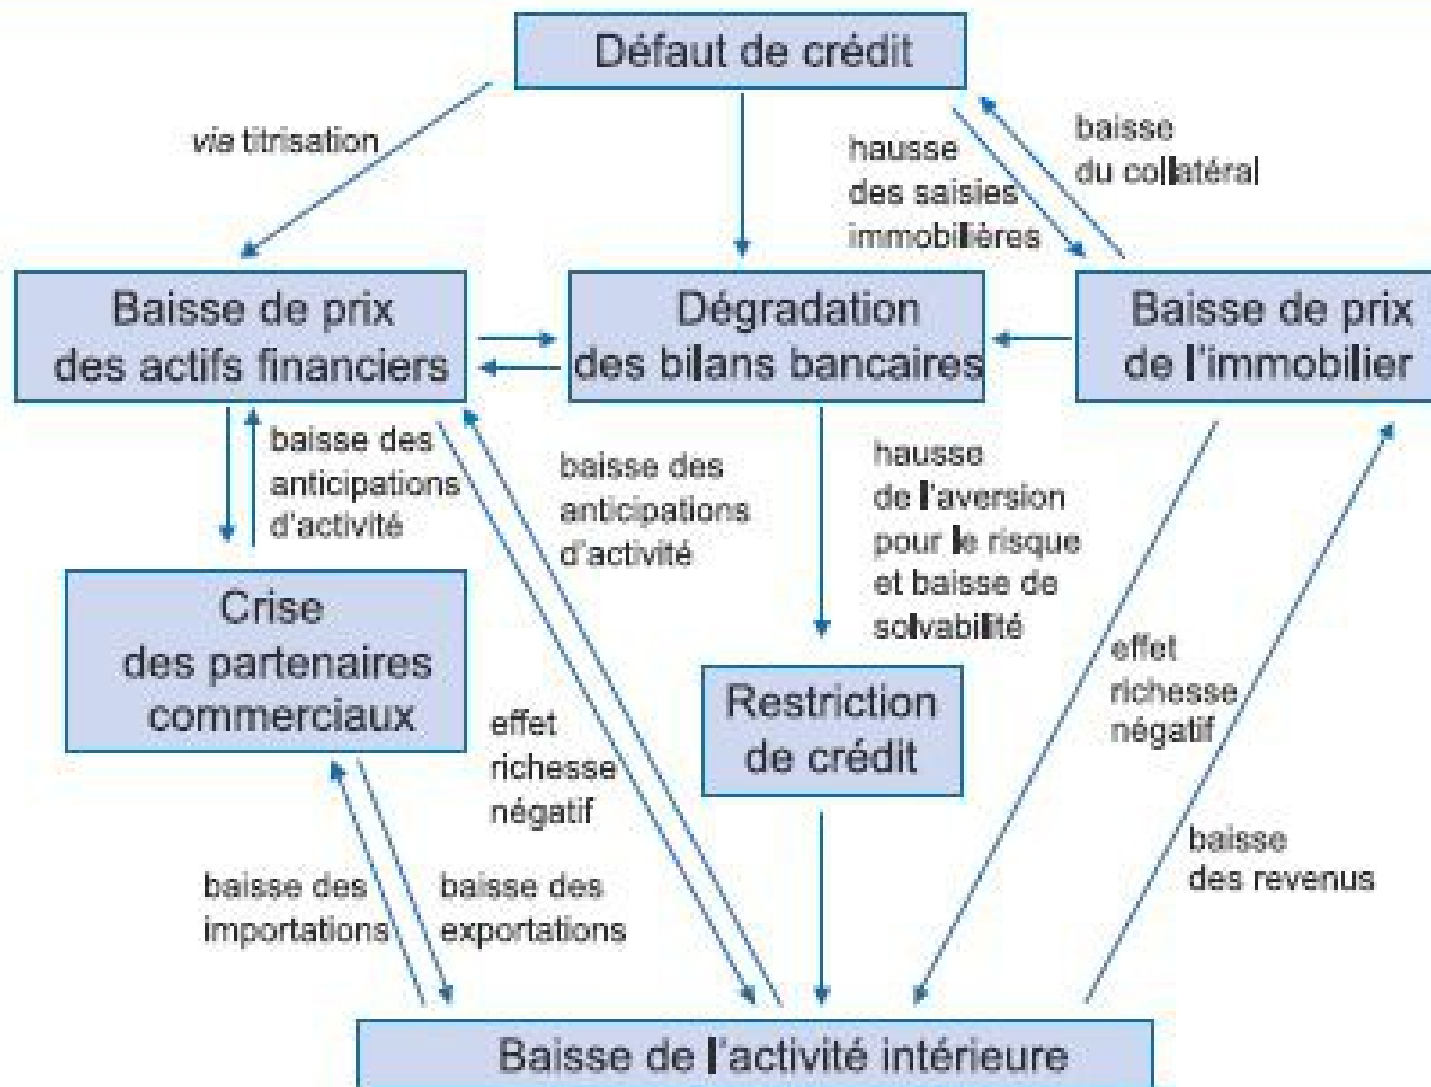 Défaut de crédit
via titrisation
hausse
des saisies
immobilières
baisse
du collatéral
Baisse de prix
des actifs financiers
Dégradation
des bilans bancaires
Baisse de prix
de l'immobilier
baisse des
anticipations
d'activité
baisse des
anticipations
d'activité
hausse
de l'aversion
pour le risque
et baisse de
solvabilité
Crise
des partenaires
commerciaux
effet
richesse
négatif
Restriction
de crédit
effet
richesse
négatif
baisse des
importations
baisse des
exportations
baisse
des revenus
Baisse de l'activité intérieure